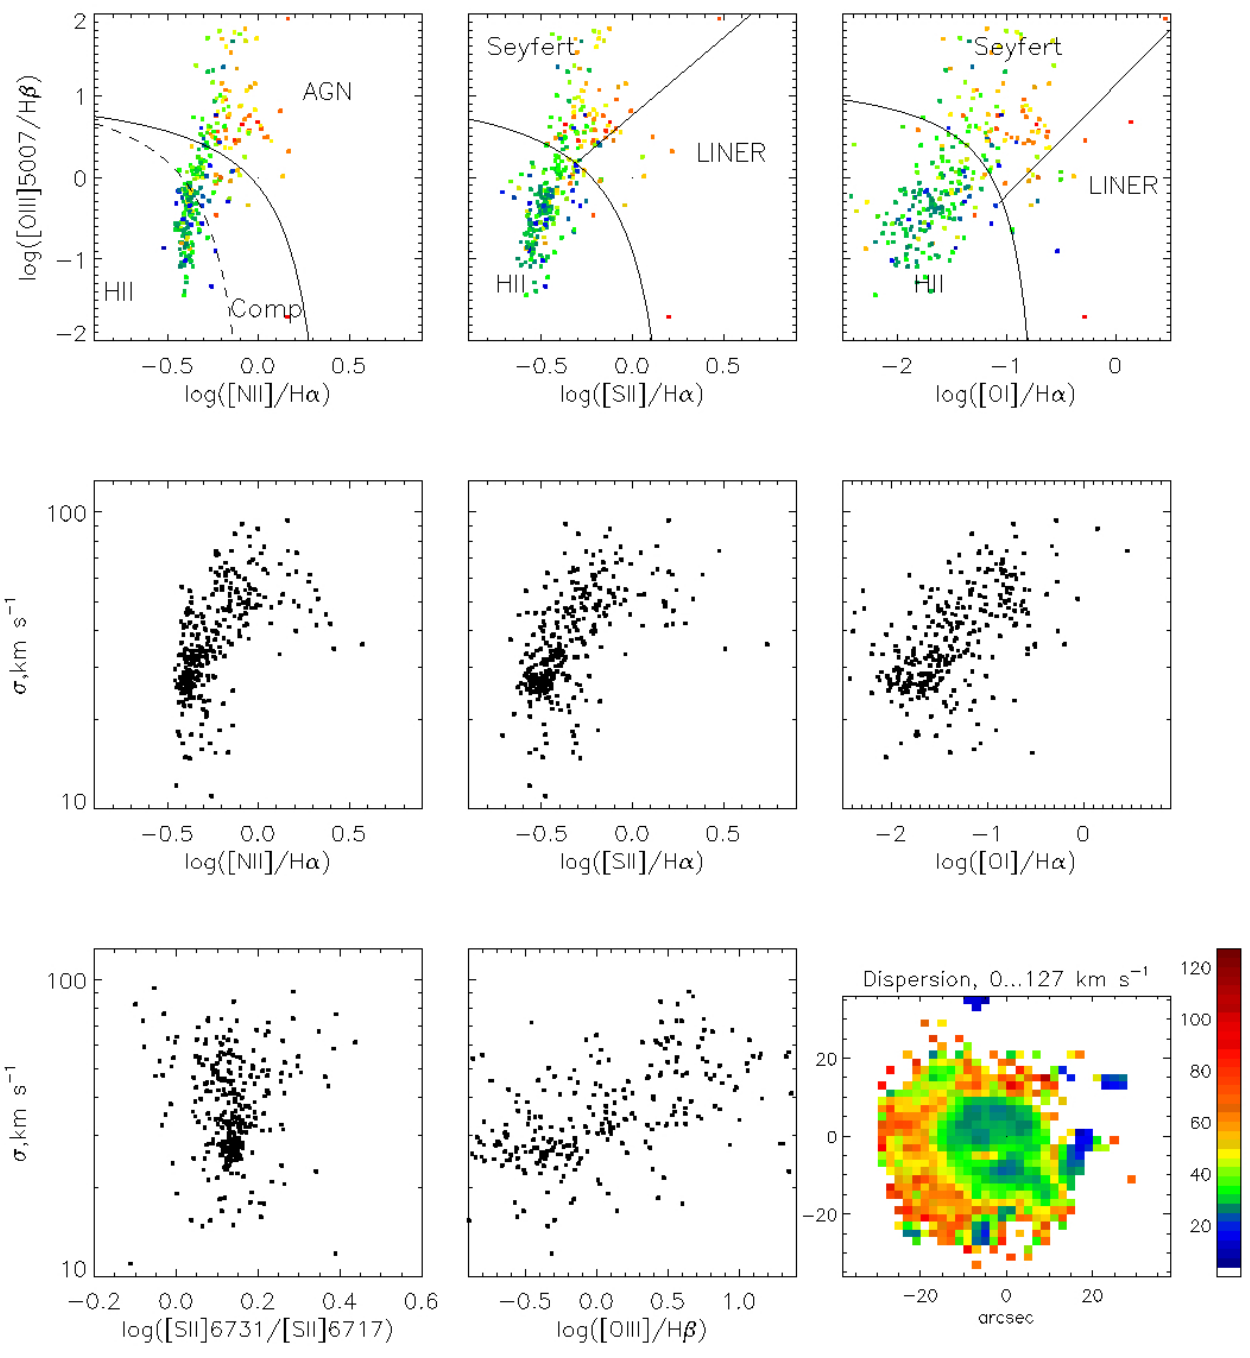 2
1
0
−1
−2
log([OIII]5007/Hβ)
AGN
HII
Comp
−0.5 0.0 0.5
log([NII]/Hα)
Seyfert
LINER
HII
−0.5 0.0 0.5
log([SII]/Hα)
Seyfert
LINER
HII
−2 −1 0
log([OI]/Hα)
100
10
σ,km s⁻¹
−0.5 0.0 0.5
log([NII]/Hα)
−0.5 0.0 0.5
log([SII]/Hα)
−2 −1 0
log([OI]/Hα)
100
10
σ,km s⁻¹
−0.2 0.0 0.2 0.4 0.6
log([SII]6731/[SII]6717)
−0.5 0.0 0.5 1.0
log([OIII]/Hβ)
Dispersion, 0...127 km s⁻¹
20
0
−20
−20 0 20
arcsec
120
100
80
60
40
20